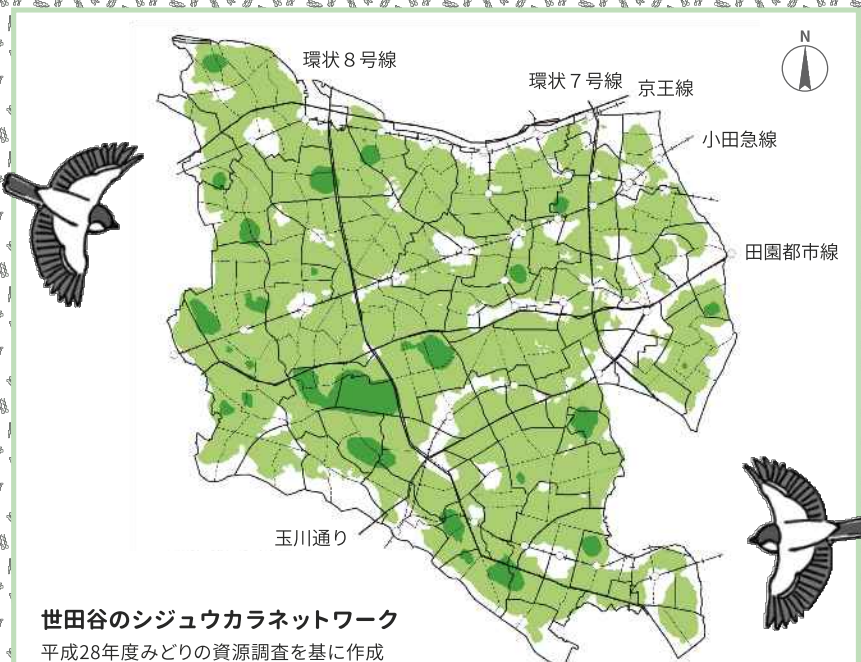 N
環状８号線
環状７号線
京王線
小田急線
田園都市線
玉川通り
世田谷のシジュウカラネットワーク
平成28年度みどりの資源調査を基に作成